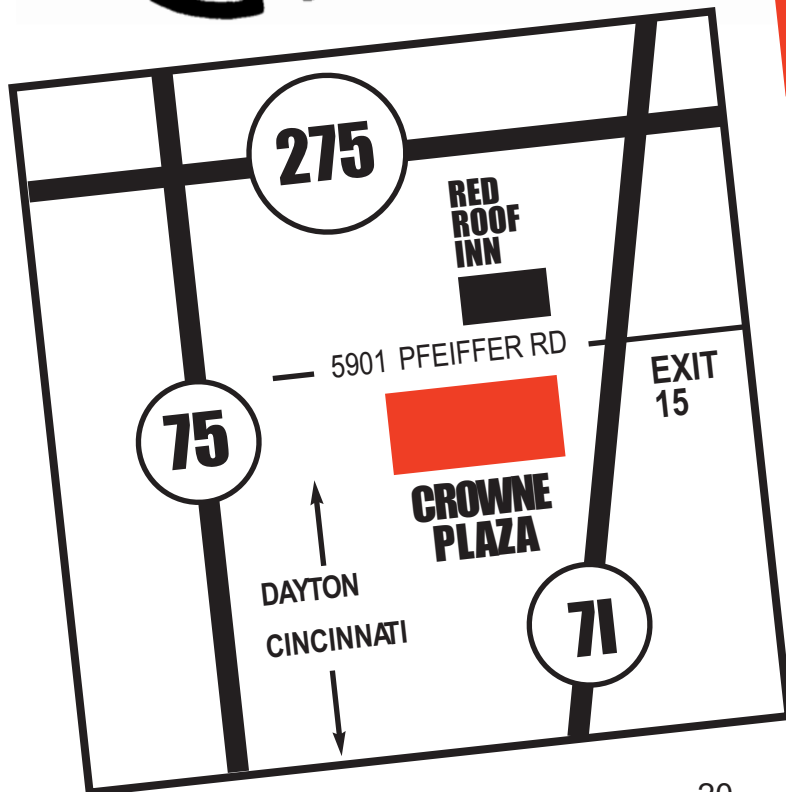 275
RED
ROOF
INN
5901 PFEIFFER RD
EXIT
15
75
CROWNE
PLAZA
DAYTON
CINCINNATI
71